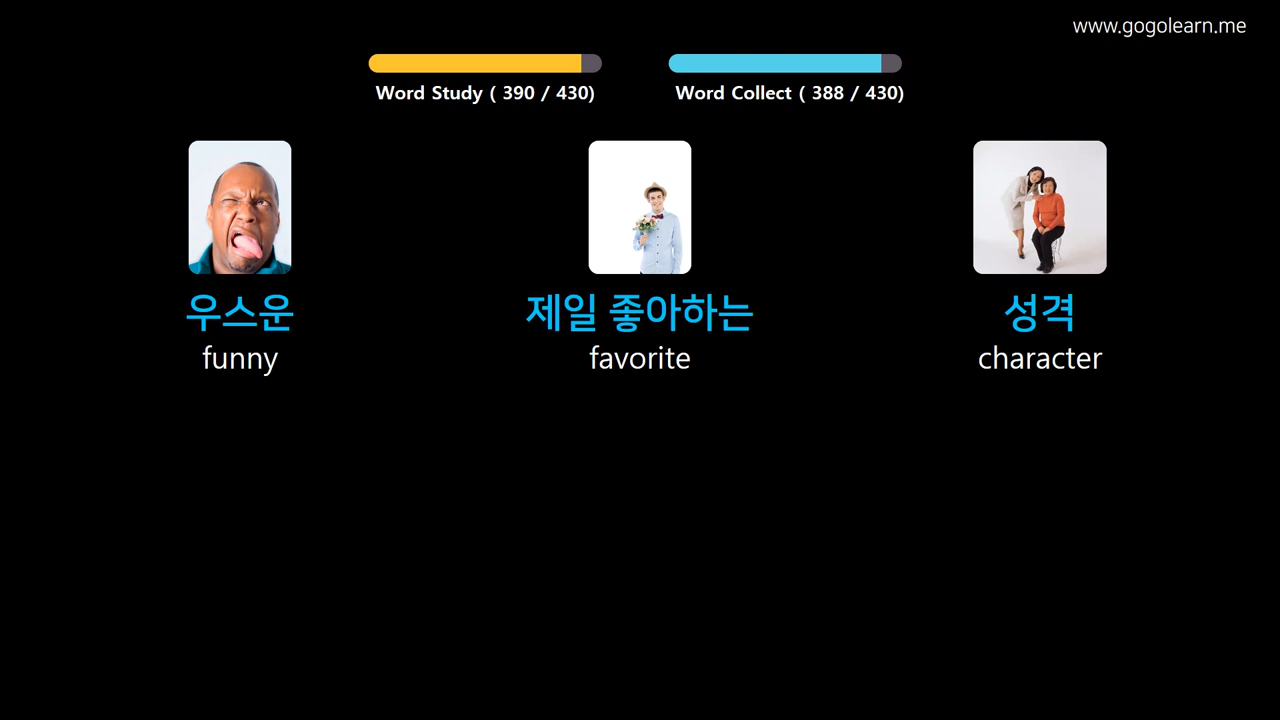 www.gogolearn.me
Word Study ( 390 / 430)
Word Collect ( 388 / 430)
우스운
제일 좋아하는
성격
funny
favorite
character